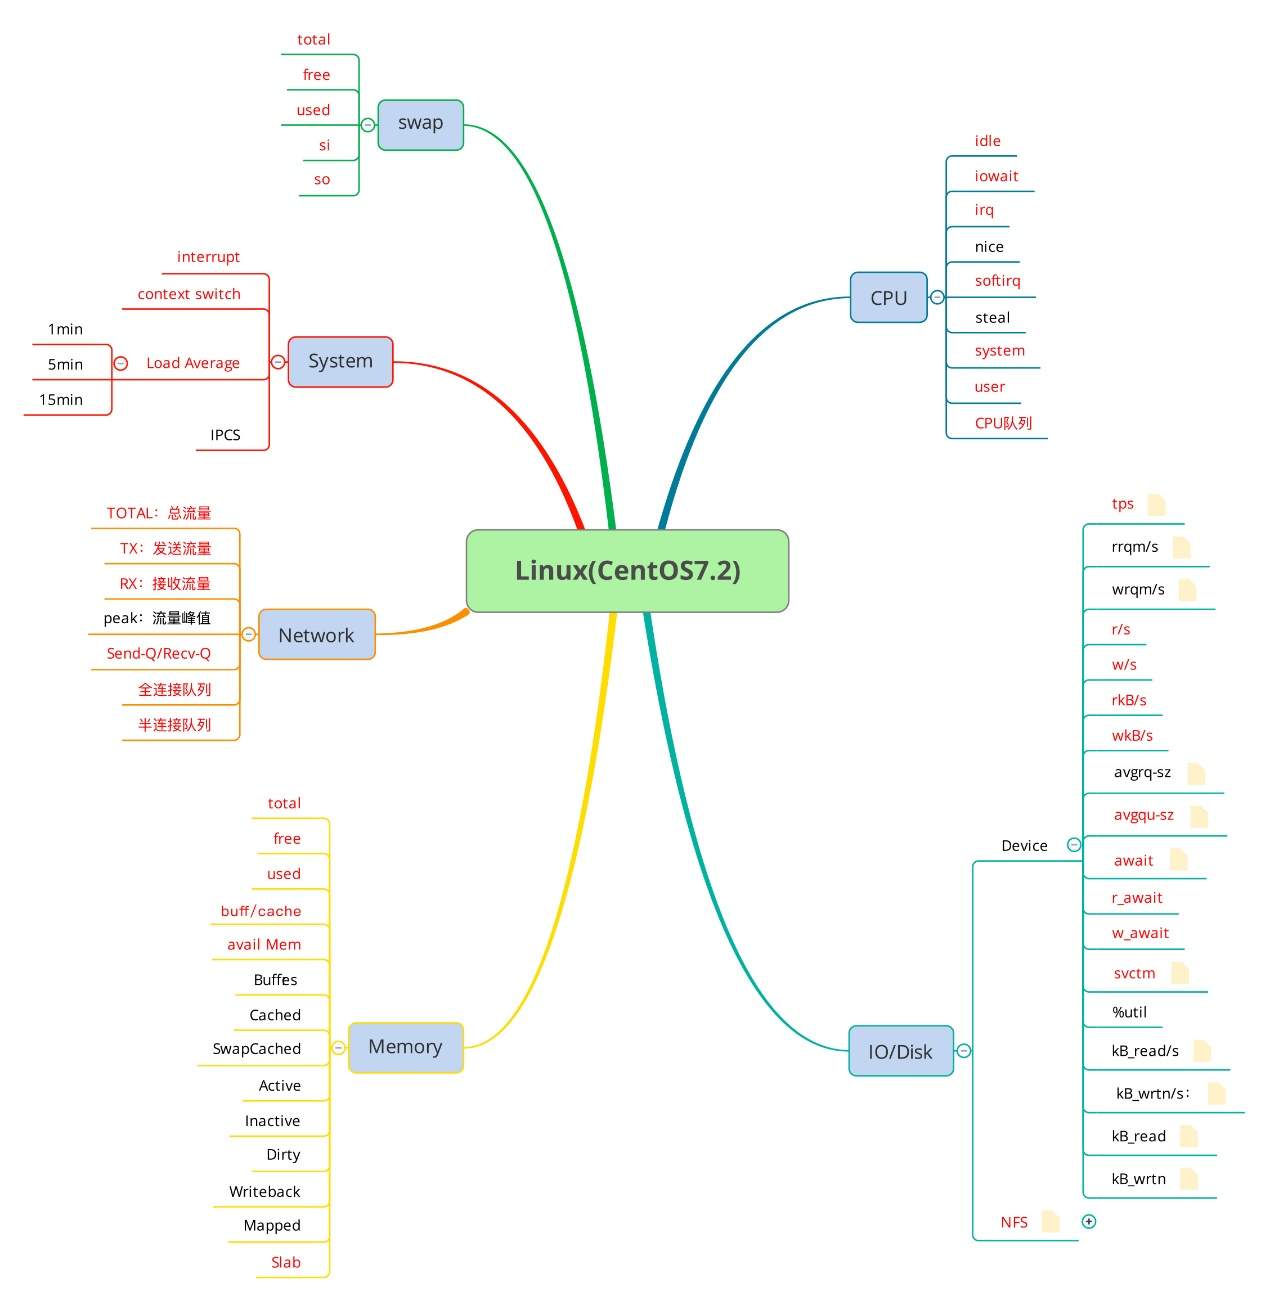 Linux(CentOS7.2)
swap
total
free
used
si
so
System
interrupt
context switch
Load Average
1min
5min
15min
IPCS
Network
TOTAL：总流量
TX：发送流量
RX：接收流量
peak：流量峰值
Send-Q/Recv-Q
全连接队列
半连接队列
Memory
total
free
used
buff/cache
avail Mem
Buffres
Cached
SwapCached
Active
Inactive
Dirty
Writeback
Mapped
Slab
CPU
idle
iowait
irq
nice
softirq
steal
system
user
CPU队列
IO/Disk
Device
tps
rrqm/s
wrqm/s
r/s
w/s
rkB/s
wkB/s
avgrq-sz
avgqu-sz
await
r_await
w_await
svctm
%util
kB_read/s
kB_wrtn/s：
kB_read
kB_wrtn
NFS